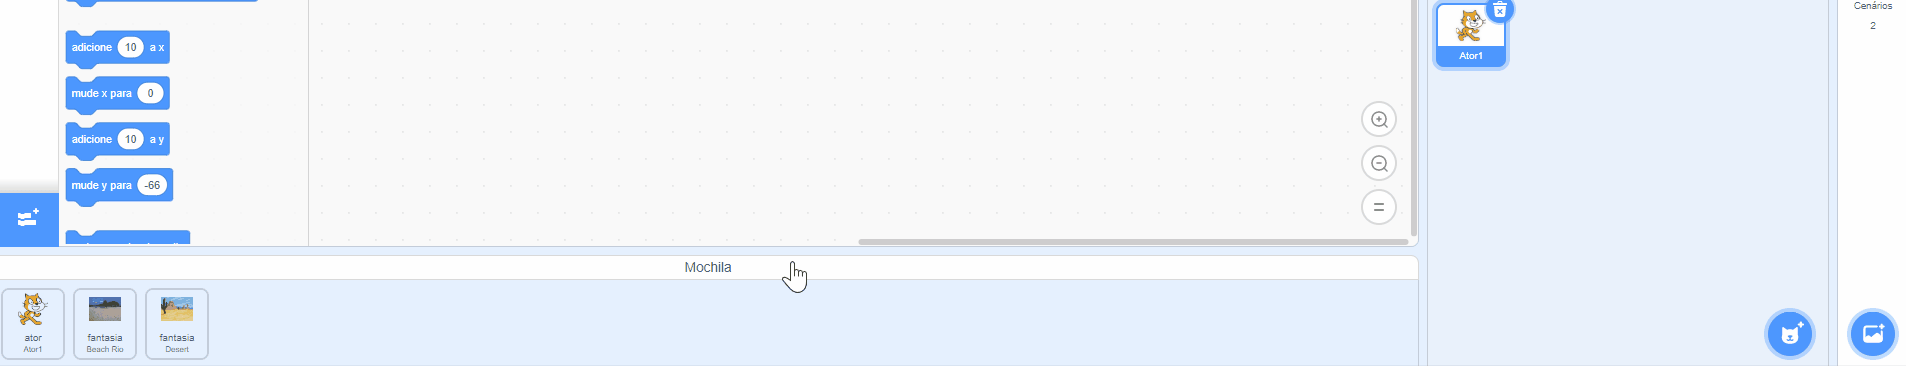 adicione 10 a x
mude x para 0
adicione 10 a y
mude y para -66
Ator1
Cenários
2
Mochila
ator
Ator1
fantasia
Beach Rio
fantasia
Desert